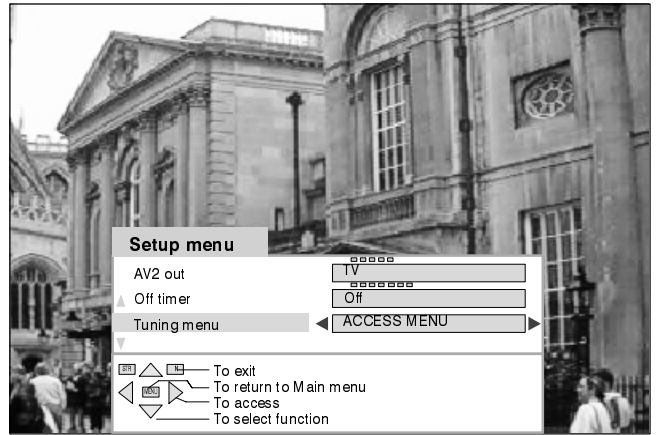 Setup menu
AV2 out
TV
Off timer
Off
Tuning menu
ACCESS MENU
STR
N
To exit
MENU
To return to Main menu
To access
To select function